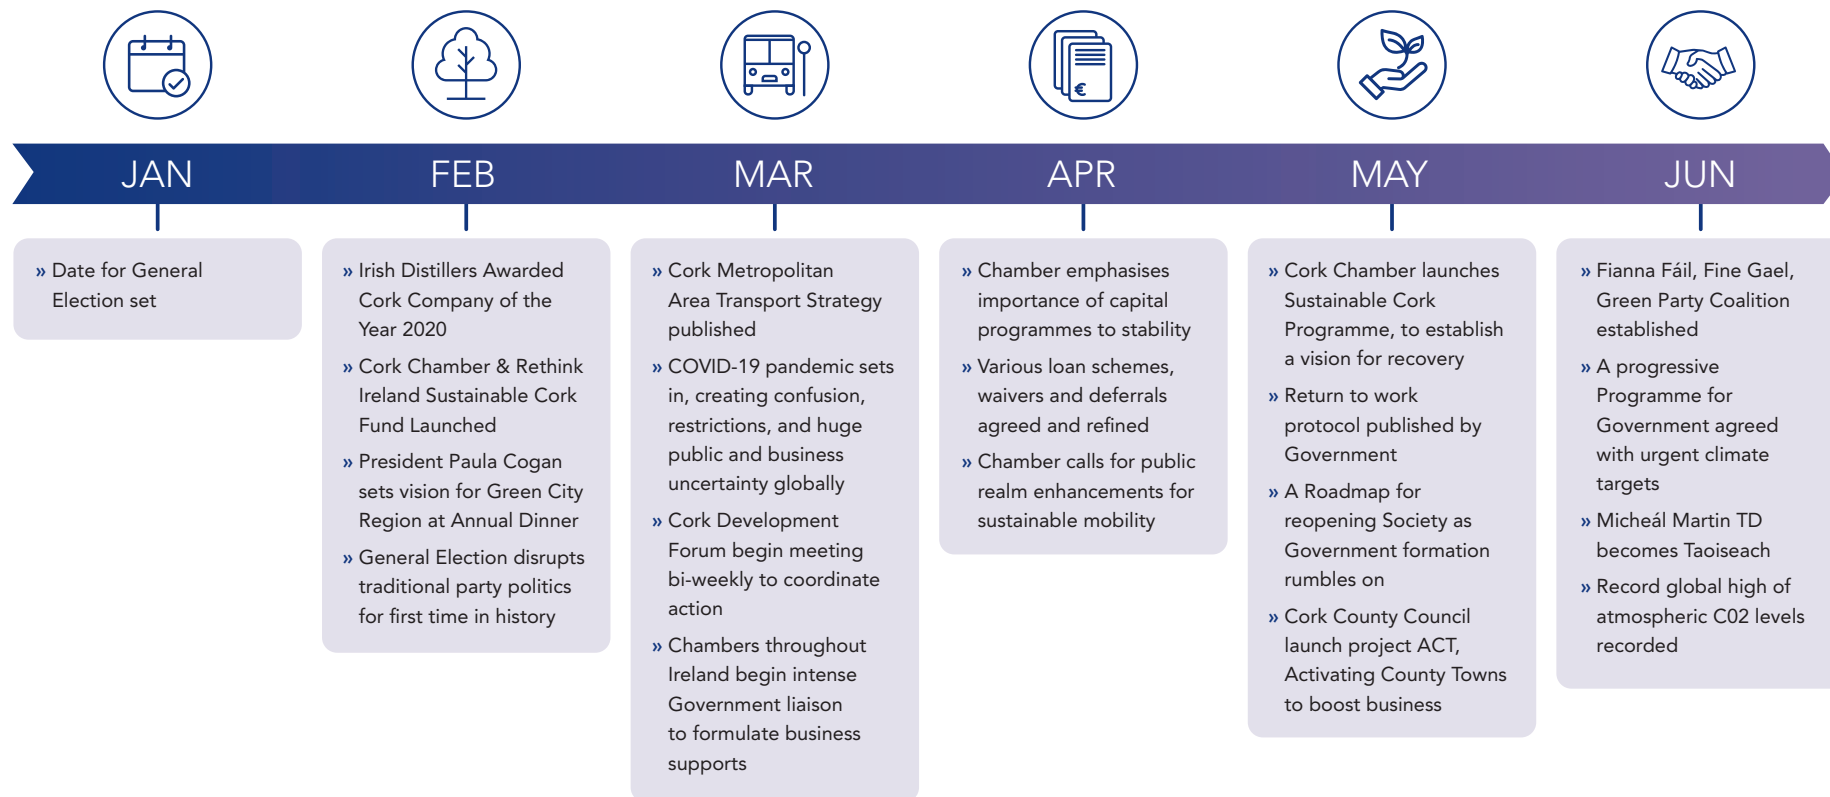 €
JAN
FEB
MAR
APR
MAY
JUN
» Date for General
Election set
» Irish Distillers Awarded
Cork Company of the
Year 2020
» Cork Chamber & Rethink
Ireland Sustainable Cork
Fund Launched
» President Paula Cogan
sets vision for Green City
Region at Annual Dinner
» General Election disrupts
traditional party politics
for first time in history
» Cork Metropolitan
Area Transport Strategy
published
» COVID-19 pandemic sets
in, creating confusion,
restrictions, and huge
public and business
uncertainty globally
» Cork Development
Forum begin meeting
bi-weekly to coordinate
action
» Chambers throughout
Ireland begin intense
Government liaison
to formulate business
supports
» Chamber emphasises
importance of capital
programmes to stability
» Various loan schemes,
waivers and deferrals
agreed and refined
» Chamber calls for public
realm enhancements for
sustainable mobility
» Cork Chamber launches
Sustainable Cork
Programme, to establish
a vision for recovery
» Return to work
protocol published by
Government
» A Roadmap for
reopening Society as
Government formation
rumbles on
» Cork County Council
launch project ACT,
Activating County Towns
to boost business
» Fianna Fáil, Fine Gael,
Green Party Coalition
established
» A progressive
Programme for
Government agreed
with urgent climate
targets
» Micheál Martin TD
becomes Taoiseach
» Record global high of
atmospheric C02 levels
recorded